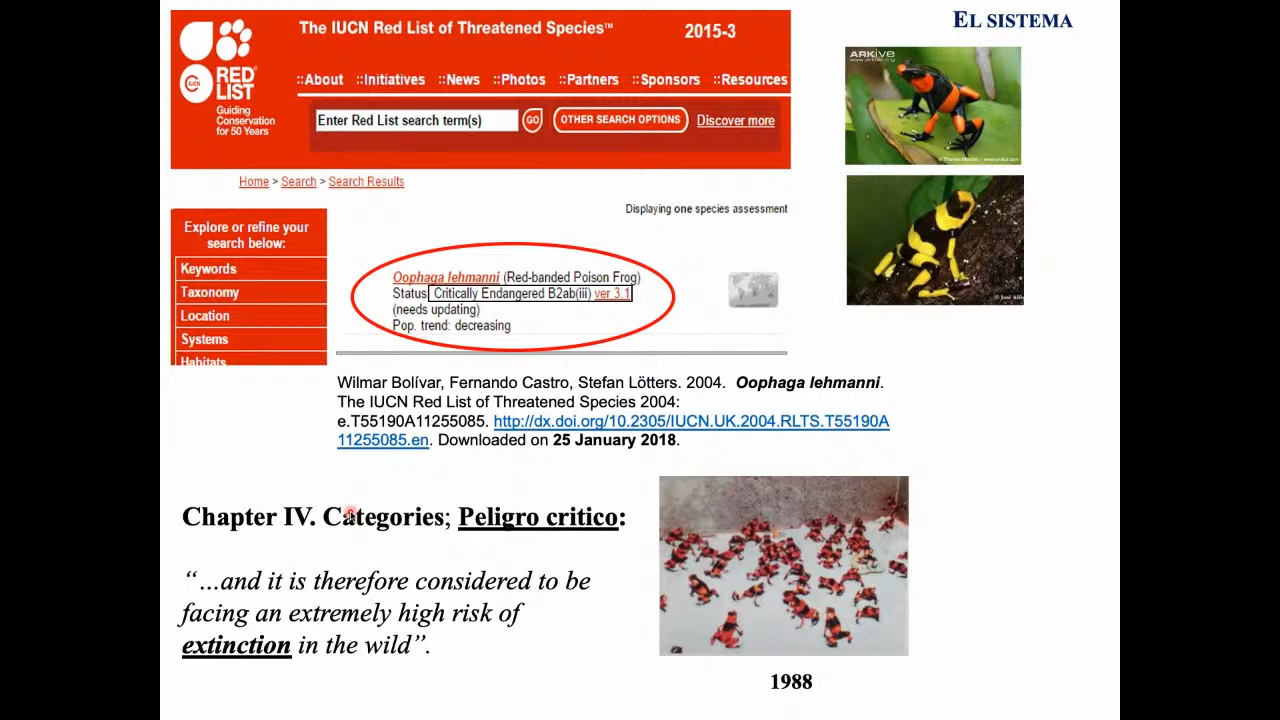 EL SISTEMA
The IUCN Red List of Threatened Species™
2015-3
::About ::Initiatives ::News ::Photos ::Partners ::Sponsors ::Resources
IUCN
RED
LIST
Guiding
Conservation
for 50 Years
Enter Red List search term(s)
GO
OTHER SEARCH OPTIONS
Discover more
ARKive
www.arkive.org
Home > Search > Search Results
Displaying one species assessment
Explore or refine your
search below:
Keywords
Taxonomy
Location
Systems
Habitats
Oophaga lehmanni (Red-banded Poison Frog)
Status: Critically Endangered B2ab(iii) ver 3.1
(needs updating)
Pop. trend: decreasing
© José Alfr
Wilmar Bolívar, Fernando Castro, Stefan Lötters. 2004. Oophaga lehmanni.
The IUCN Red List of Threatened Species 2004:
e.T55190A11255085. http://dx.doi.org/10.2305/IUCN.UK.2004.RLTS.T55190A
11255085.en. Downloaded on 25 January 2018.
Chapter IV. Categories; Peligro critico:
“…and it is therefore considered to be
facing an extremely high risk of
extinction in the wild”.
1988